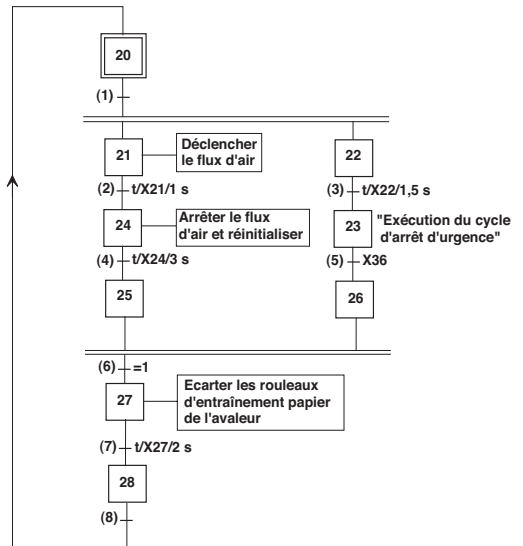 20
(1)
21
Déclencher
le flux d'air
22
(2) t/X21/1 s
(3) t/X22/1,5 s
24
Arrêter le flux
d'air et réinitialiser
23
"Exécution du cycle
d'arrêt d'urgence"
(4) t/X24/3 s
(5) X36
25
26
(6) =1
27
Ecarter les rouleaux
d'entraînement papier
de l'avaleur
(7) t/X27/2 s
28
(8)